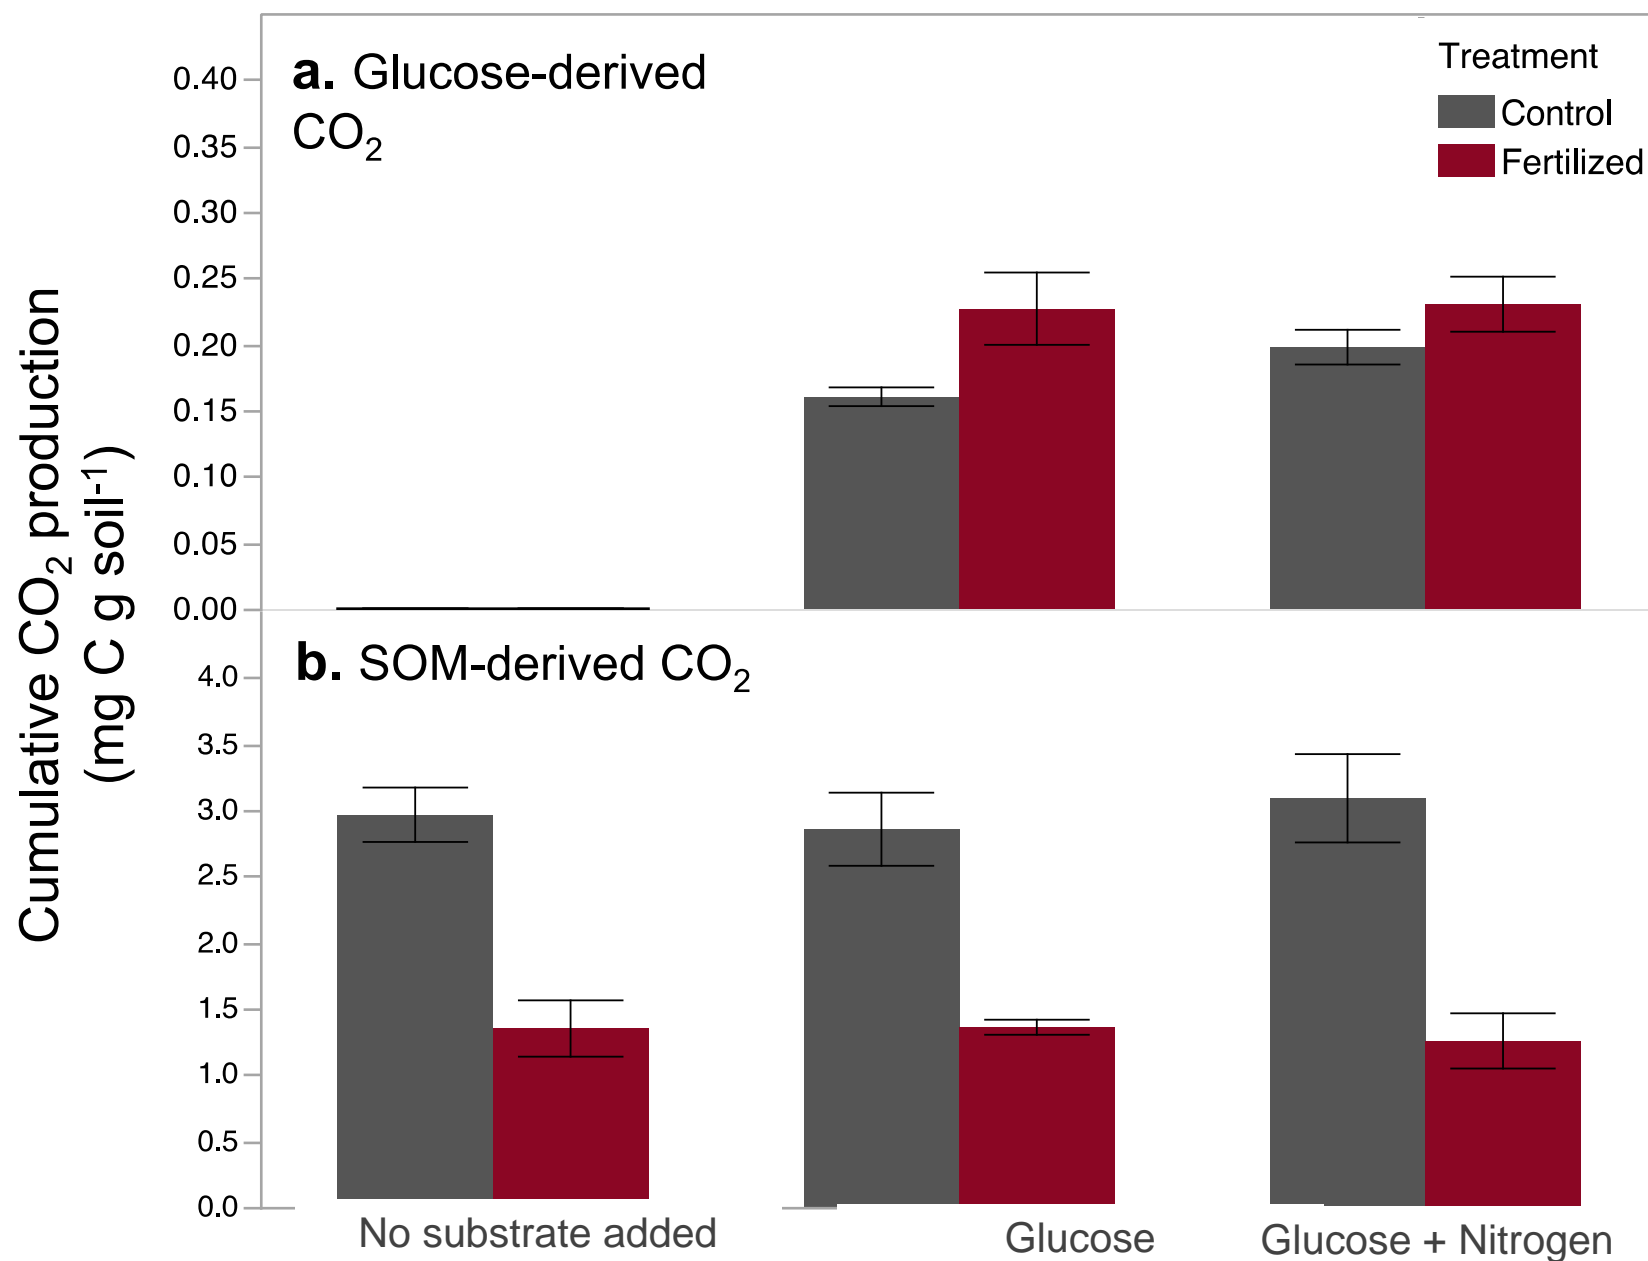 a. Glucose-derived
CO₂
Treatment
Control
Fertilized
0.40
0.35
0.30
0.25
0.20
0.15
0.10
0.05
0.00
Cumulative CO₂ production
(mg C g soil⁻¹)
b. SOM-derived CO₂
4.0
3.5
3.0
2.5
2.0
1.5
1.0
0.5
0.0
No substrate added
Glucose
Glucose + Nitrogen